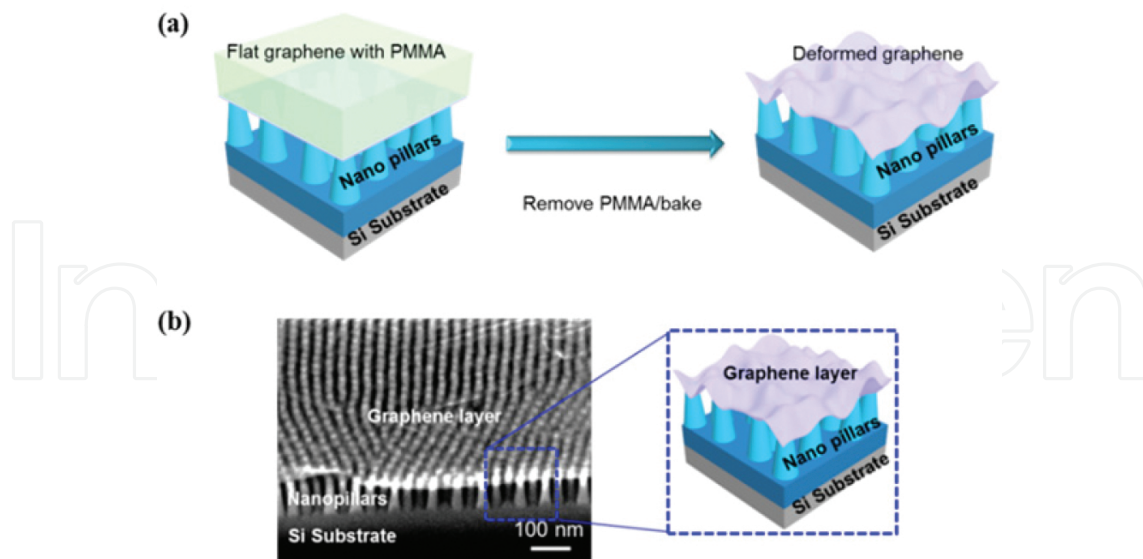 (a)
Flat graphene with PMMA
Nano pillars
Si Substrate
Remove PMMA/bake
Deformed graphene
Nano pillars
Si Substrate
(b)
Graphene layer
Nanopillars
Si Substrate
100 nm
Graphene layer
Nano pillars
Si Substrate